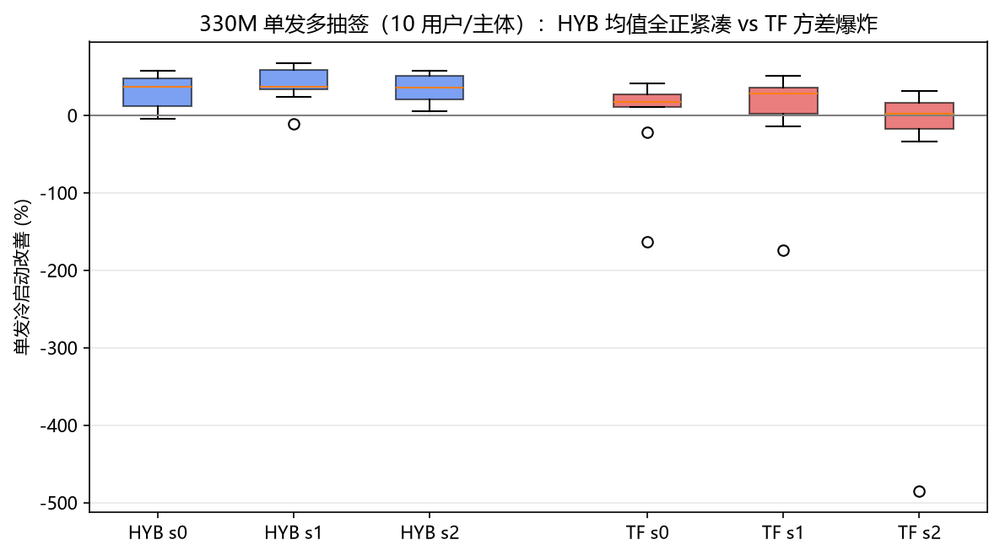 330M 单发多抽签（10 用户/主体）：HYB 均值全正紧凑 vs TF 方差爆炸
单发冷启动改善 (%)
0
-100
-200
-300
-400
-500
HYB s0
HYB s1
HYB s2
TF s0
TF s1
TF s2